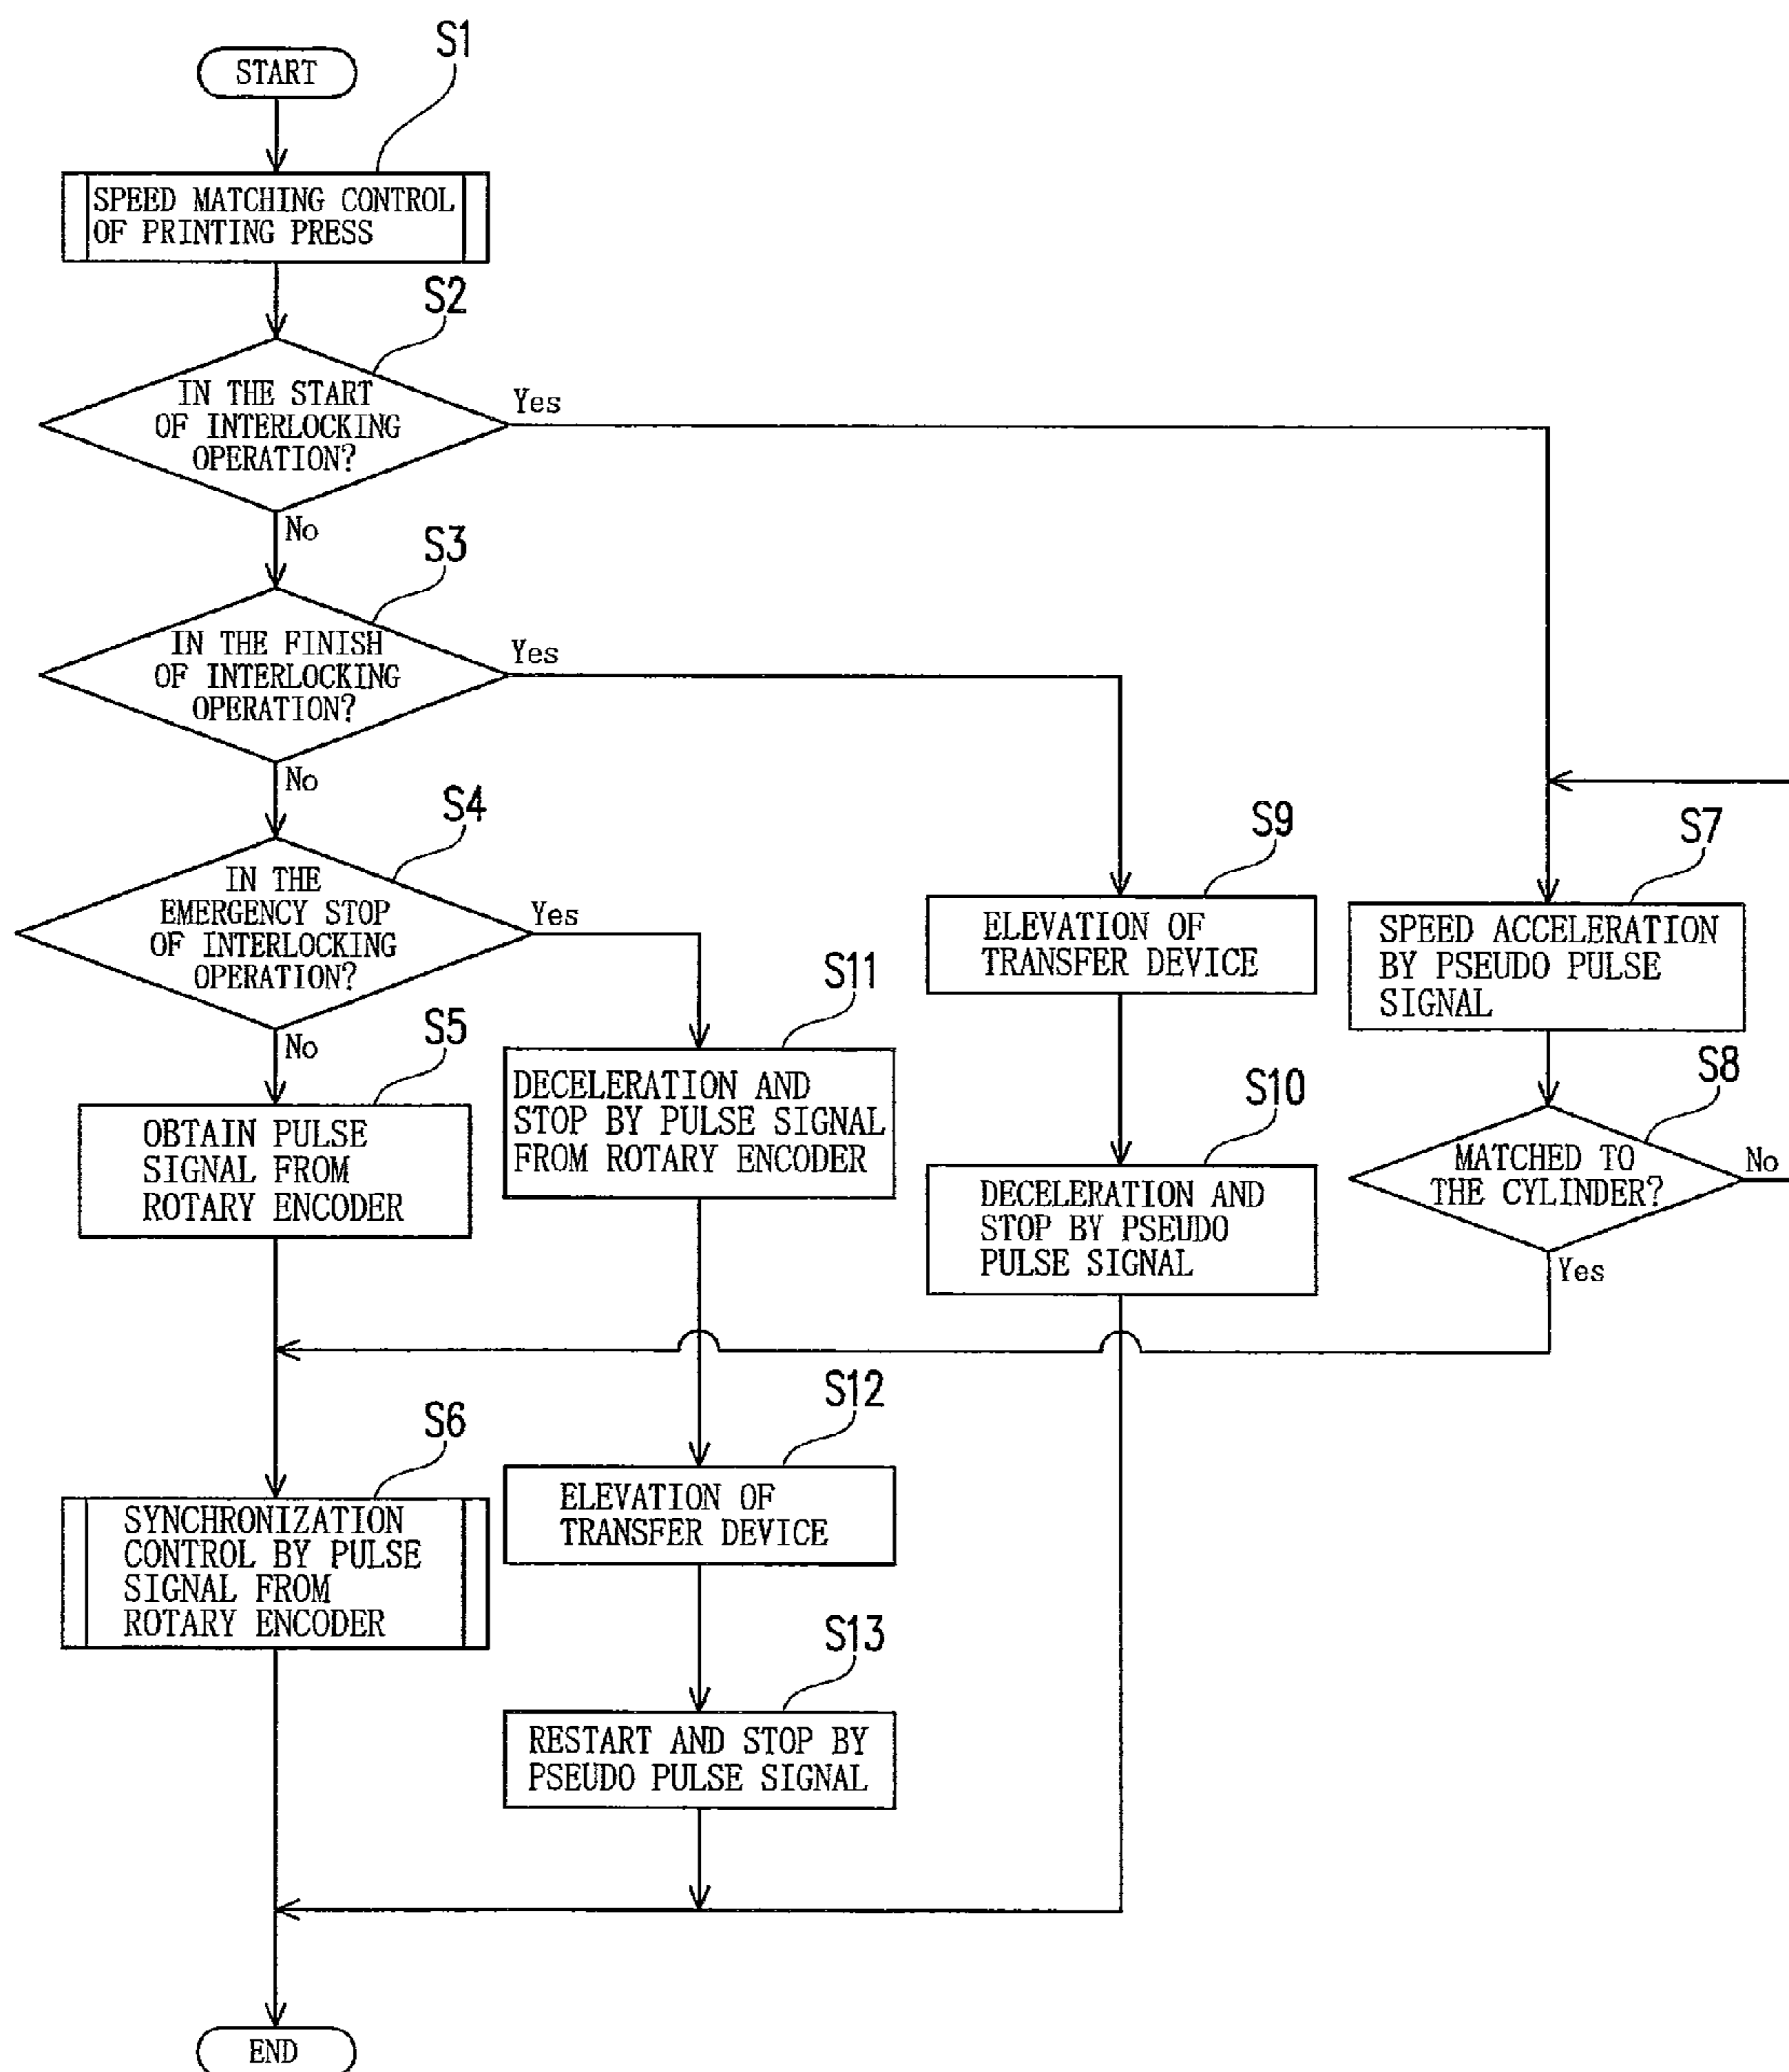 START
S1
SPEED MATCHING CONTROL
OF PRINTING PRESS
S2
IN THE START
OF INTERLOCKING
OPERATION?
Yes
No
S3
IN THE FINISH
OF INTERLOCKING
OPERATION?
Yes
No
S4
IN THE
EMERGENCY STOP
OF INTERLOCKING
OPERATION?
Yes
No
S5
OBTAIN PULSE
SIGNAL FROM
ROTARY ENCODER
S6
SYNCHRONIZATION
CONTROL BY PULSE
SIGNAL FROM
ROTARY ENCODER
S11
DECELERATION AND
STOP BY PULSE SIGNAL
FROM ROTARY ENCODER
S12
ELEVATION OF
TRANSFER DEVICE
S13
RESTART AND STOP BY
PSEUDO PULSE SIGNAL
S9
ELEVATION OF
TRANSFER DEVICE
S10
DECELERATION AND
STOP BY PSEUDO
PULSE SIGNAL
S7
SPEED ACCELERATION
BY PSEUDO PULSE
SIGNAL
S8
MATCHED TO
THE CYLINDER?
No
Yes
END